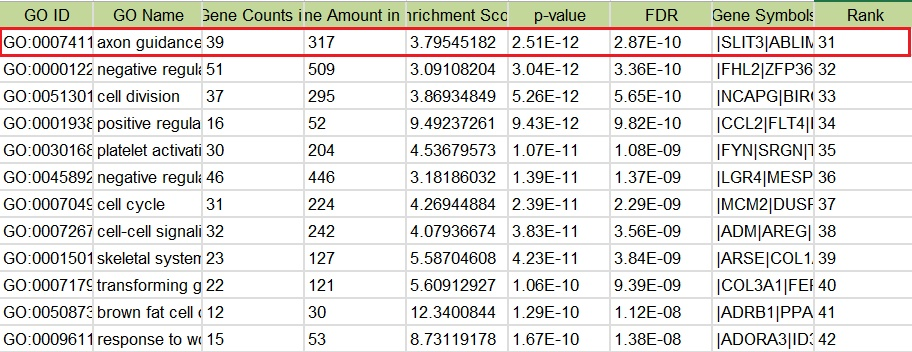 GO ID GO Name Gene Counts i ne Amount in nrichment Sco p-value FDR Gene Symbols Rank
GO:0007411 axon guidance 39 317 3.79545182 2.51E-12 2.87E-10 |SLIT3|ABLIM 31
GO:0000122 negative regula 51 509 3.09108204 3.04E-12 3.36E-10 |FHL2|ZFP36 32
GO:0051301 cell division 37 295 3.86934849 5.26E-12 5.65E-10 |NCAPG|BIRC 33
GO:0001938 positive regula 16 52 9.49237261 9.43E-12 9.82E-10 |CCL2|FLT4| 34
GO:0030168 platelet activati 30 204 4.53679573 1.07E-11 1.08E-09 |FYN|SRGN|T 35
GO:0045892 negative regula 46 446 3.18186032 1.39E-11 1.37E-09 |LGR4|MESP 36
GO:0007049 cell cycle 31 224 4.26944884 2.39E-11 2.29E-09 |MCM2|DUSP 37
GO:0007267 cell-cell signali 32 242 4.07936674 3.83E-11 3.56E-09 |ADM|AREG| 38
GO:0001501 skeletal system 23 127 5.58704608 4.23E-11 3.84E-09 |ARSE|COL1 39
GO:0007179 transforming g 22 121 5.60912927 1.06E-10 9.39E-09 |COL3A1|FER 40
GO:0050873 brown fat cell c 12 30 12.3400844 1.29E-10 1.12E-08 |ADRB1|PPA 41
GO:0009611 response to wo 15 53 8.73119178 1.67E-10 1.38E-08 |ADORA3|ID3 42